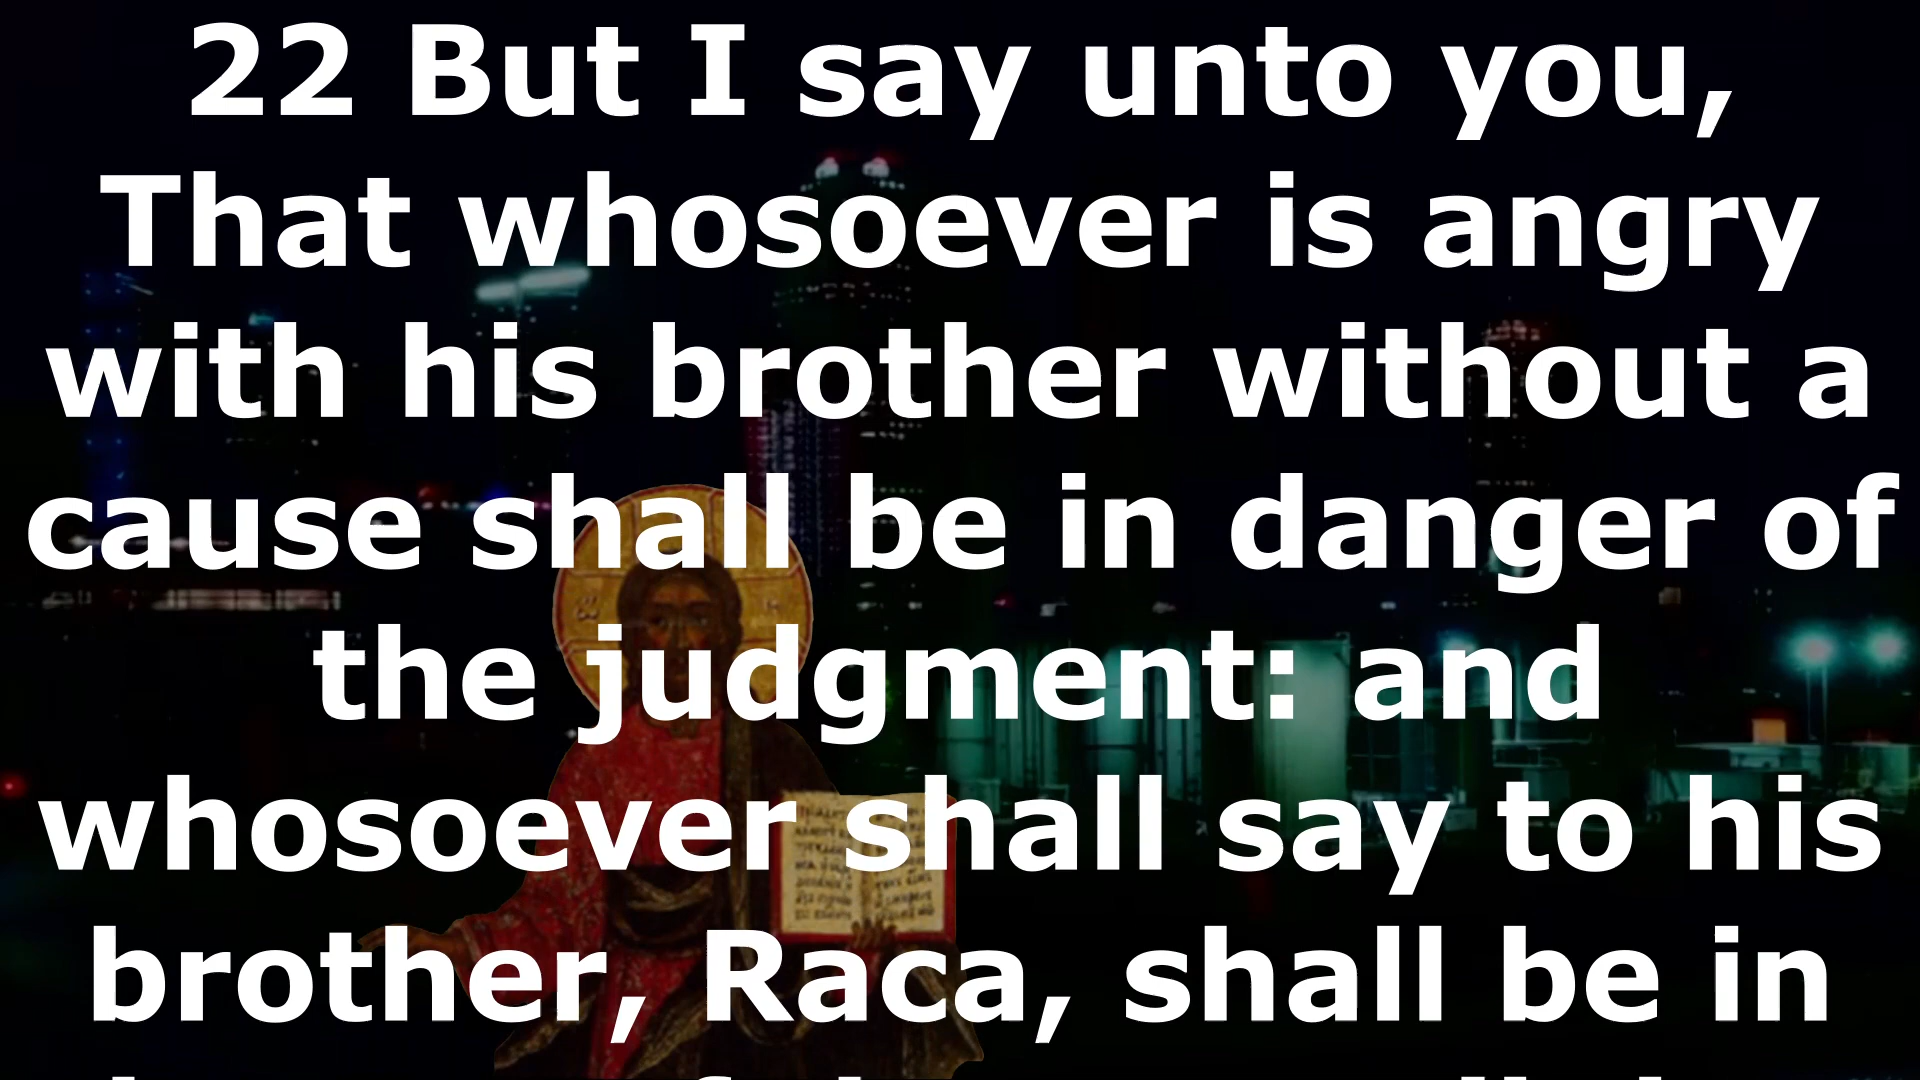 22 But I say unto you,
That whosoever is angry
with his brother without a
cause shall be in danger of
the judgment: and
whosoever shall say to his
brother, Raca, shall be in